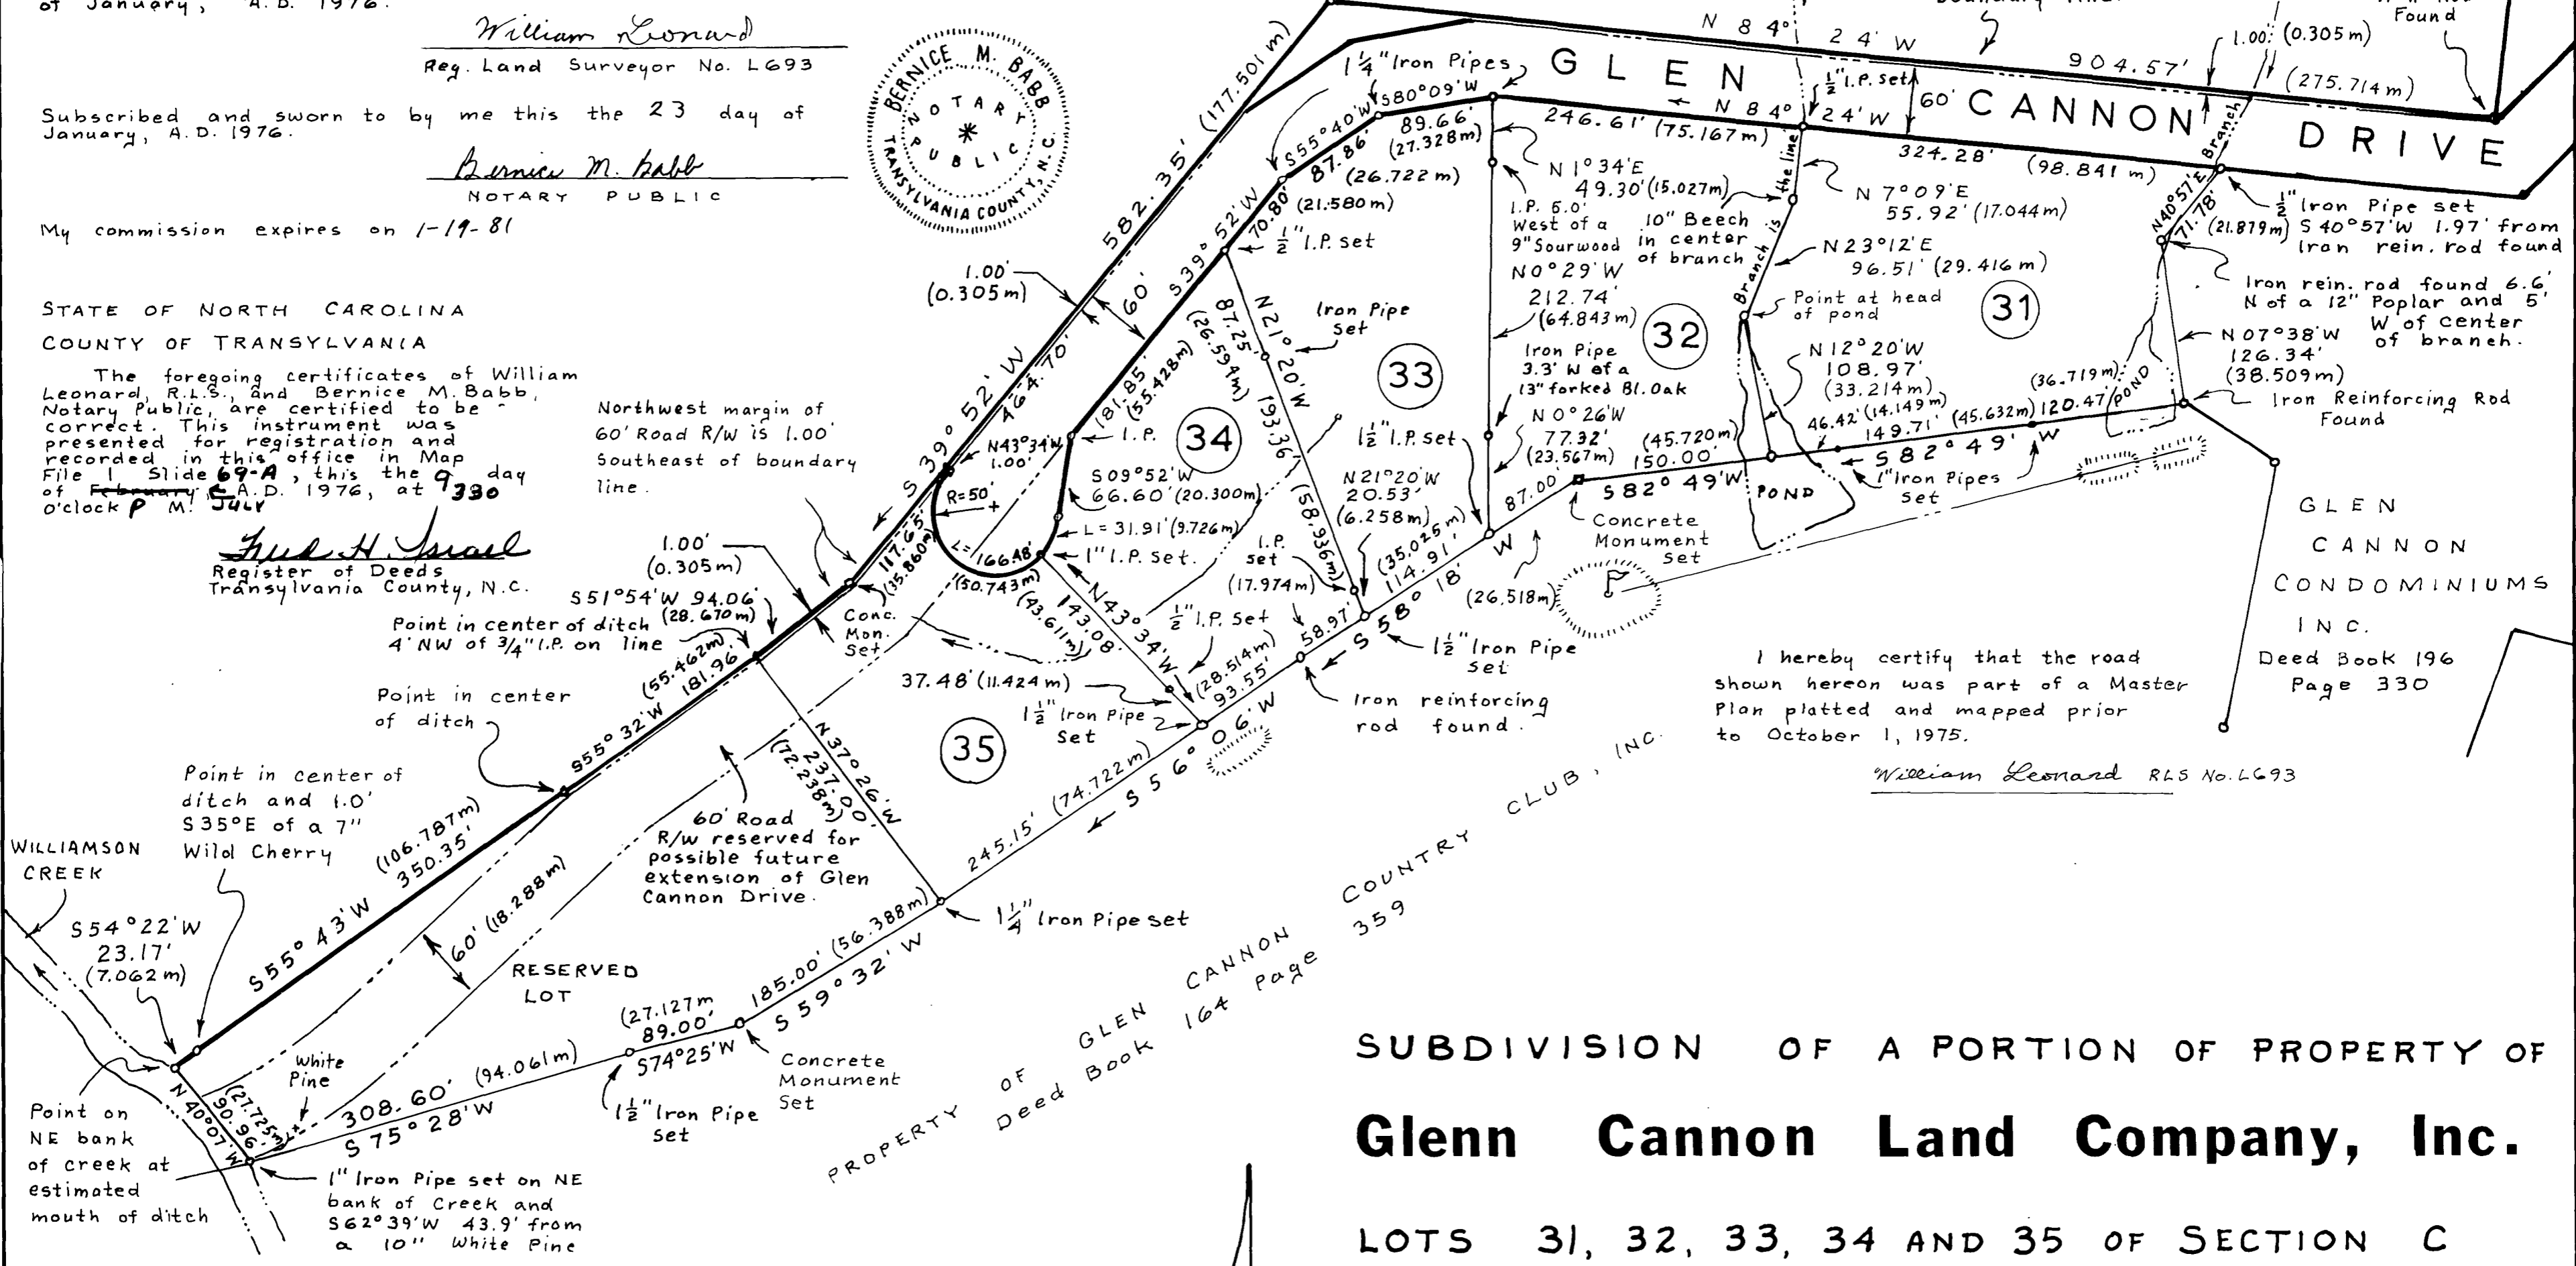 of January, A.D. 1976.
William Leonard
Reg. Land Surveyor No. L693
Subscribed and sworn to by me this the 23 day of
January, A.D. 1976.
Bernice M. Babb
NOTARY PUBLIC
My commission expires on 1-19-81
BERNICE M. BABB
NOTARY
PUBLIC
TRANSYLVANIA COUNTY, N.C.
STATE OF NORTH CAROLINA
COUNTY OF TRANSYLVANIA
The foregoing certificates of William
Leonard, R.L.S., and Bernice M. Babb,
Notary Public, are certified to be
correct. This instrument was
presented for registration and
recorded in this office in Map
File 1 Slide 69-A, this the 9 day
of February, A.D. 1976, at 9 330
o'clock P M. July
Fred H. Israel
Register of Deeds
Transylvania County, N.C.
Northwest margin of
60' Road R/W is 1.00'
Southeast of boundary
line.
582.35' (177.501 m)
S 39° 52' W
464.70'
1.00'
(0.305m)
60'
N43°34'W
1.00'
R=50'
L=166.48'
(50.743m)
117.65'
(35.860m)
1.00'
(0.305m)
S51°54'W 94.06'
(28.670m)
Point in center of ditch
4' NW of 3/4" I.P. on line
Conc.
Mon.
Set
(55.462m)
181.96'
S55°32'W
Point in center
of ditch
Point in center of
ditch and 1.0'
S35°E of a 7"
Wild Cherry
(106.787m)
350.35'
S55°43'W
WILLIAMSON
CREEK
S54°22'W
23.17'
(7.062m)
Point on
NE bank
of creek at
estimated
mouth of ditch
N 40°07' W
90.96'
(27.725m)
White
Pine
1" Iron Pipe set on NE
bank of Creek and
S62°39'W 43.9' from
a 10" White Pine
308.60' (94.061m)
S 75°28'W
60' (18.288m)
RESERVED
LOT
60' Road
R/W reserved for
possible future
extension of Glen
Cannon Drive.
(27.127m
89.00'
S74°25'W
1½" Iron Pipe
set
Concrete
Monument
Set
185.00' (56.388m)
S 59°32' W
1¼" Iron Pipe set
N37°26'W
237.00'
(72.238m)
35
245.15' (74.722m)
S 56° 06' W
37.48' (11.424m)
1½" Iron Pipe
Set
½" I.P. Set
N43°34'W
143.08'
(43.611m)
(28.514m)
93.55'
Iron reinforcing
rod found.
58.97'
(17.974m)
I.P.
set
1½" Iron Pipe
set
S 58° 18' W
114.91'
(35.025m)
87.00'
(26.518m)
1" I.P. Set.
L=31.91' (9.726m)
S09°52'W
66.60' (20.300m)
I.P.
34
181.85'
(55.428m)
S39°52'W
70.80'
(21.580m)
½" I.P. set
S55°40'W
87.86'
(26.722m)
S80°09'W
89.66'
(27.328m)
1¼" Iron Pipes
N21°20'W
87.25'
(26.594m)
193.36'
(58.936m)
Iron Pipe
Set
33
N21°20'W
20.53'
(6.258m)
1½" I.P. set
N 84° 24' W
904.57'
(275.714m)
GLEN CANNON DRIVE
1.00' (0.305m)
Found
60'
½" I.P. set
246.61' (75.167m)
N 84° 24'W
324.28' (98.841m)
N 1°34'E
49.30' (15.027m)
I.P. 6.0'
West of a
9" Sourwood
N0°29'W
212.74'
(64.843m)
Iron Pipe
3.3' W of a
13" forked Bl. Oak
N 0°26'W
77.32'
(23.567m)
10" Beech
in center
of branch
Branch is the line
N 7°09'E
55.92' (17.044m)
N23°12'E
96.51' (29.416m)
32
31
Point at head
of pond
N12°20'W
108.97'
(33.214m)
(45.720m)
150.00'
S82°49'W
POND
Concrete
Monument
Set
46.42' (14.149m)
149.71' (45.632m)
120.47'
(36.719m)
S82°49'W
1" Iron Pipes
Set
POND
Branch
N40°57'E
71.78'
(21.879m)
½" Iron Pipe set
S 40°57'W 1.97' from
Iron rein. rod found
Iron rein. rod found 6.6'
N of a 12" Poplar and 5'
W of center
of branch.
N07°38'W
126.34'
(38.509m)
Iron Reinforcing Rod
Found
GLEN
CANNON
CONDOMINIUMS
INC.
Deed Book 196
Page 330
I hereby certify that the road
shown hereon was part of a Master
Plan platted and mapped prior
to October 1, 1975.
William Leonard RLS No. L693
PROPERTY OF GLEN CANNON COUNTRY CLUB, INC.
Deed Book 164 Page 359
SUBDIVISION OF A PORTION OF PROPERTY OF
Glenn Cannon Land Company, Inc.
LOTS 31, 32, 33, 34 AND 35 OF SECTION C